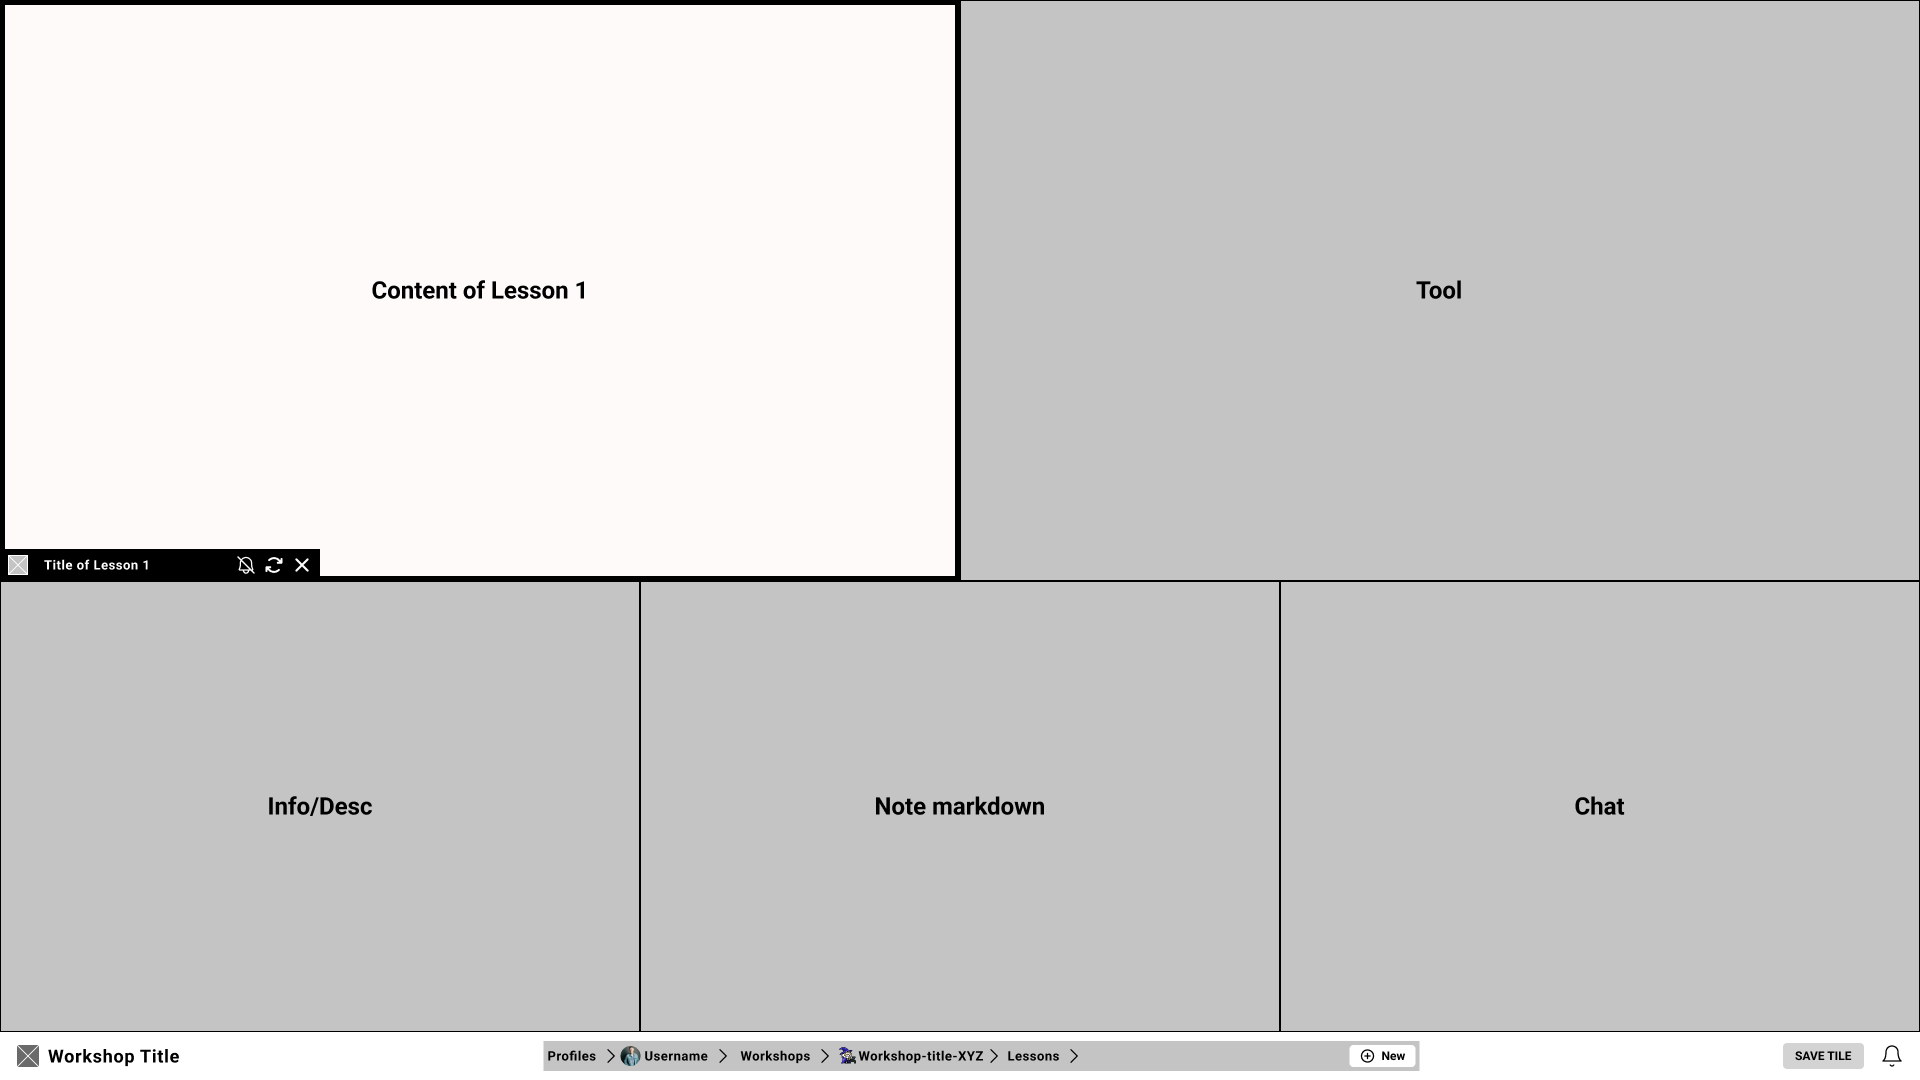 Content of Lesson 1
Tool
Title of Lesson 1
Info/Desc
Note markdown
Chat
Workshop Title
Profiles
Username
Workshops
Workshop-title-XYZ
Lessons
New
SAVE TILE